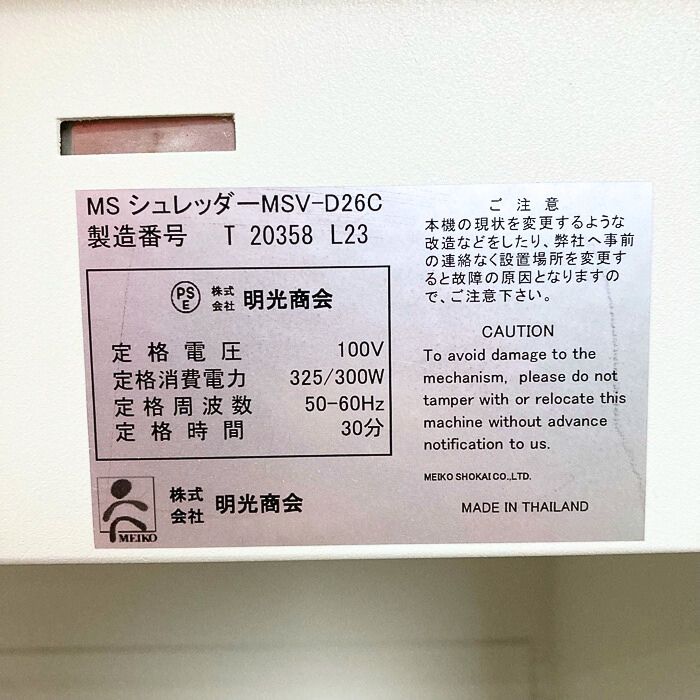 MS シュレッダーMSV-D26C
製造番号 T 20358 L23
PS
E
株式
会社 明光商会
定格電圧 100V
定格消費電力 325/300W
定格周波数 50-60Hz
定格時間 30分
MEIKO
株式
会社 明光商会
ご注意
本機の現状を変更するような
改造などをしたり、弊社へ事前
の連絡なく設置場所を変更す
ると故障の原因となりますの
で、ご注意下さい。
CAUTION
To avoid damage to the
mechanism, please do not
tamper with or relocate this
machine without advance
notification to us.
MEIKO SHOKAI CO.,LTD.
MADE IN THAILAND